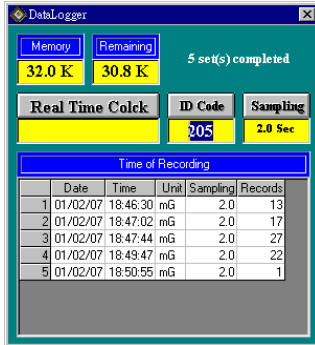 DataLogger
Memory Remaining
5 set(s) completed
32.0 K 30.8 K
Real Time Colck ID Code Sampling
205 2.0 Sec
Time of Recording
Date Time Unit Sampling Records
1 01/02/07 18:46:30 mG 2.0 13
2 01/02/07 18:47:02 mG 2.0 17
3 01/02/07 18:47:44 mG 2.0 27
4 01/02/07 18:49:47 mG 2.0 22
5 01/02/07 18:50:55 mG 2.0 1